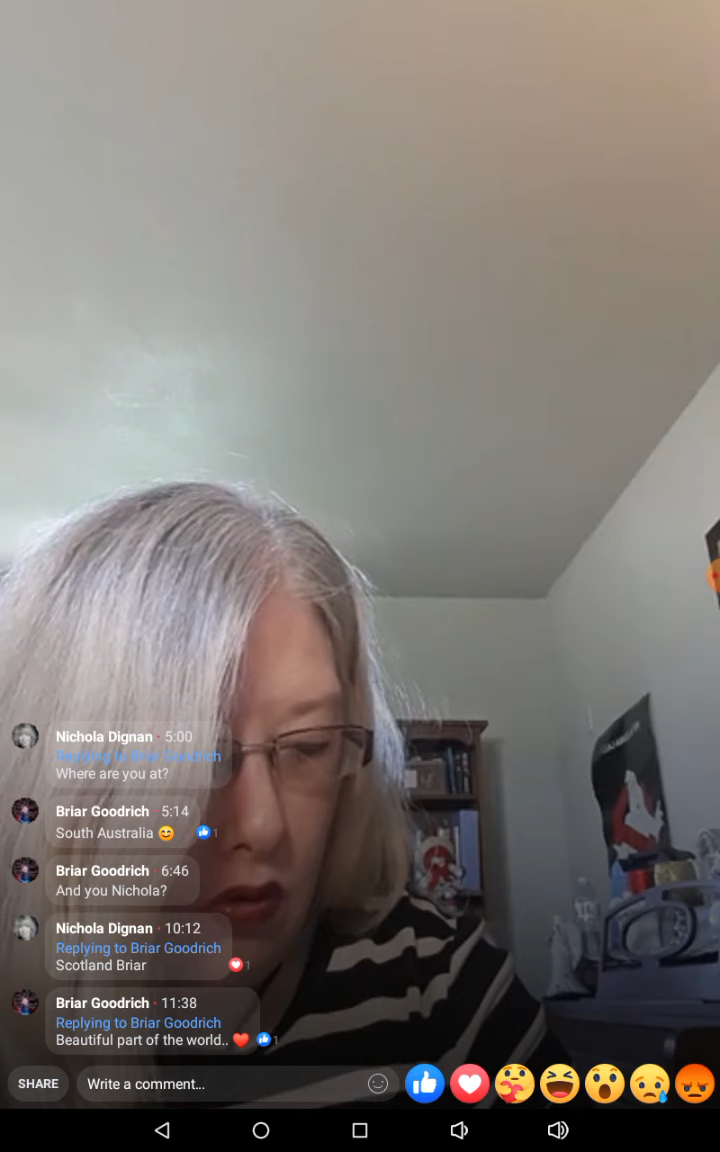 Nichola Dignan · 5:00
Replying to Briar Goodrich
Where are you at?
Briar Goodrich · 5:14
South Australia 😊 1
Briar Goodrich · 6:46
And you Nichola?
Nichola Dignan · 10:12
Replying to Briar Goodrich
Scotland Briar 1
Briar Goodrich · 11:38
Replying to Briar Goodrich
Beautiful part of the world.. ❤️ 1
SHARE
Write a comment...